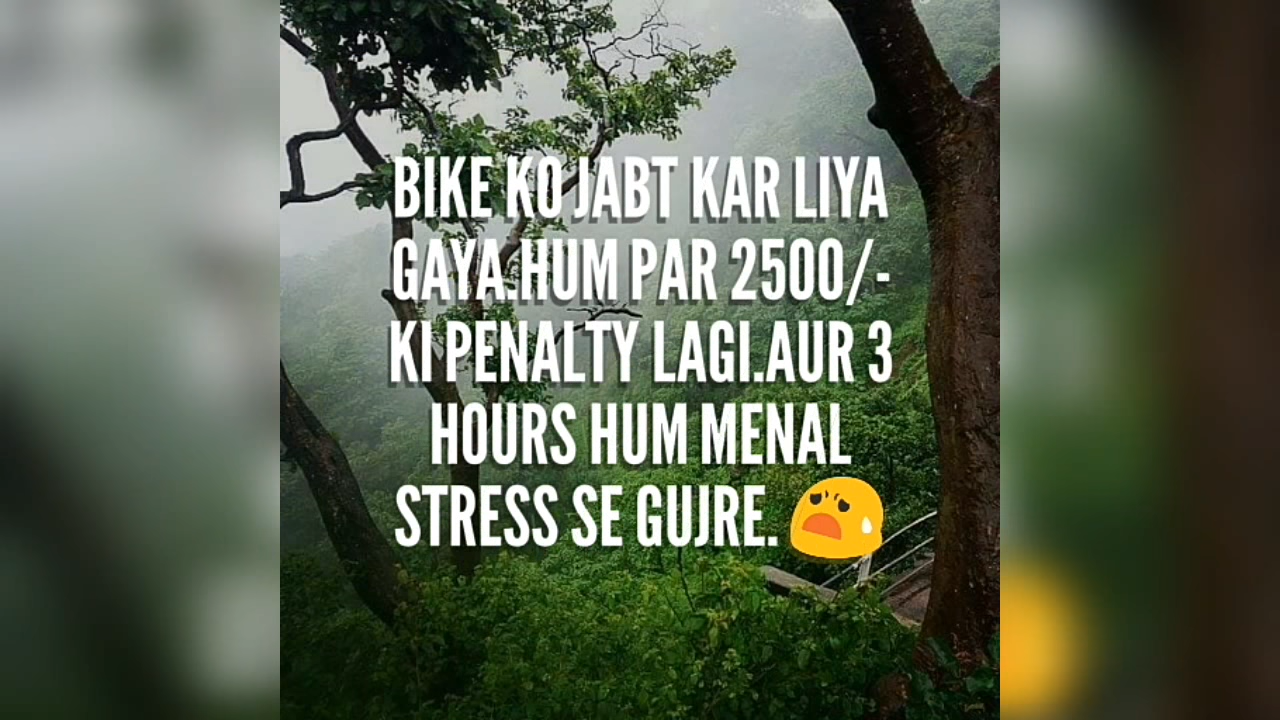 BIKE KO JABT KAR LIYA
GAYA.HUM PAR 2500/-
KI PENALTY LAGI.AUR 3
HOURS HUM MENAL
STRESS SE GUJRE.